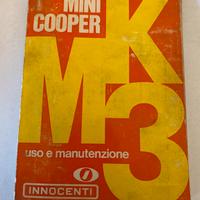 MINI
COOPER
MK3
uso e manutenzione
INNOCENTI